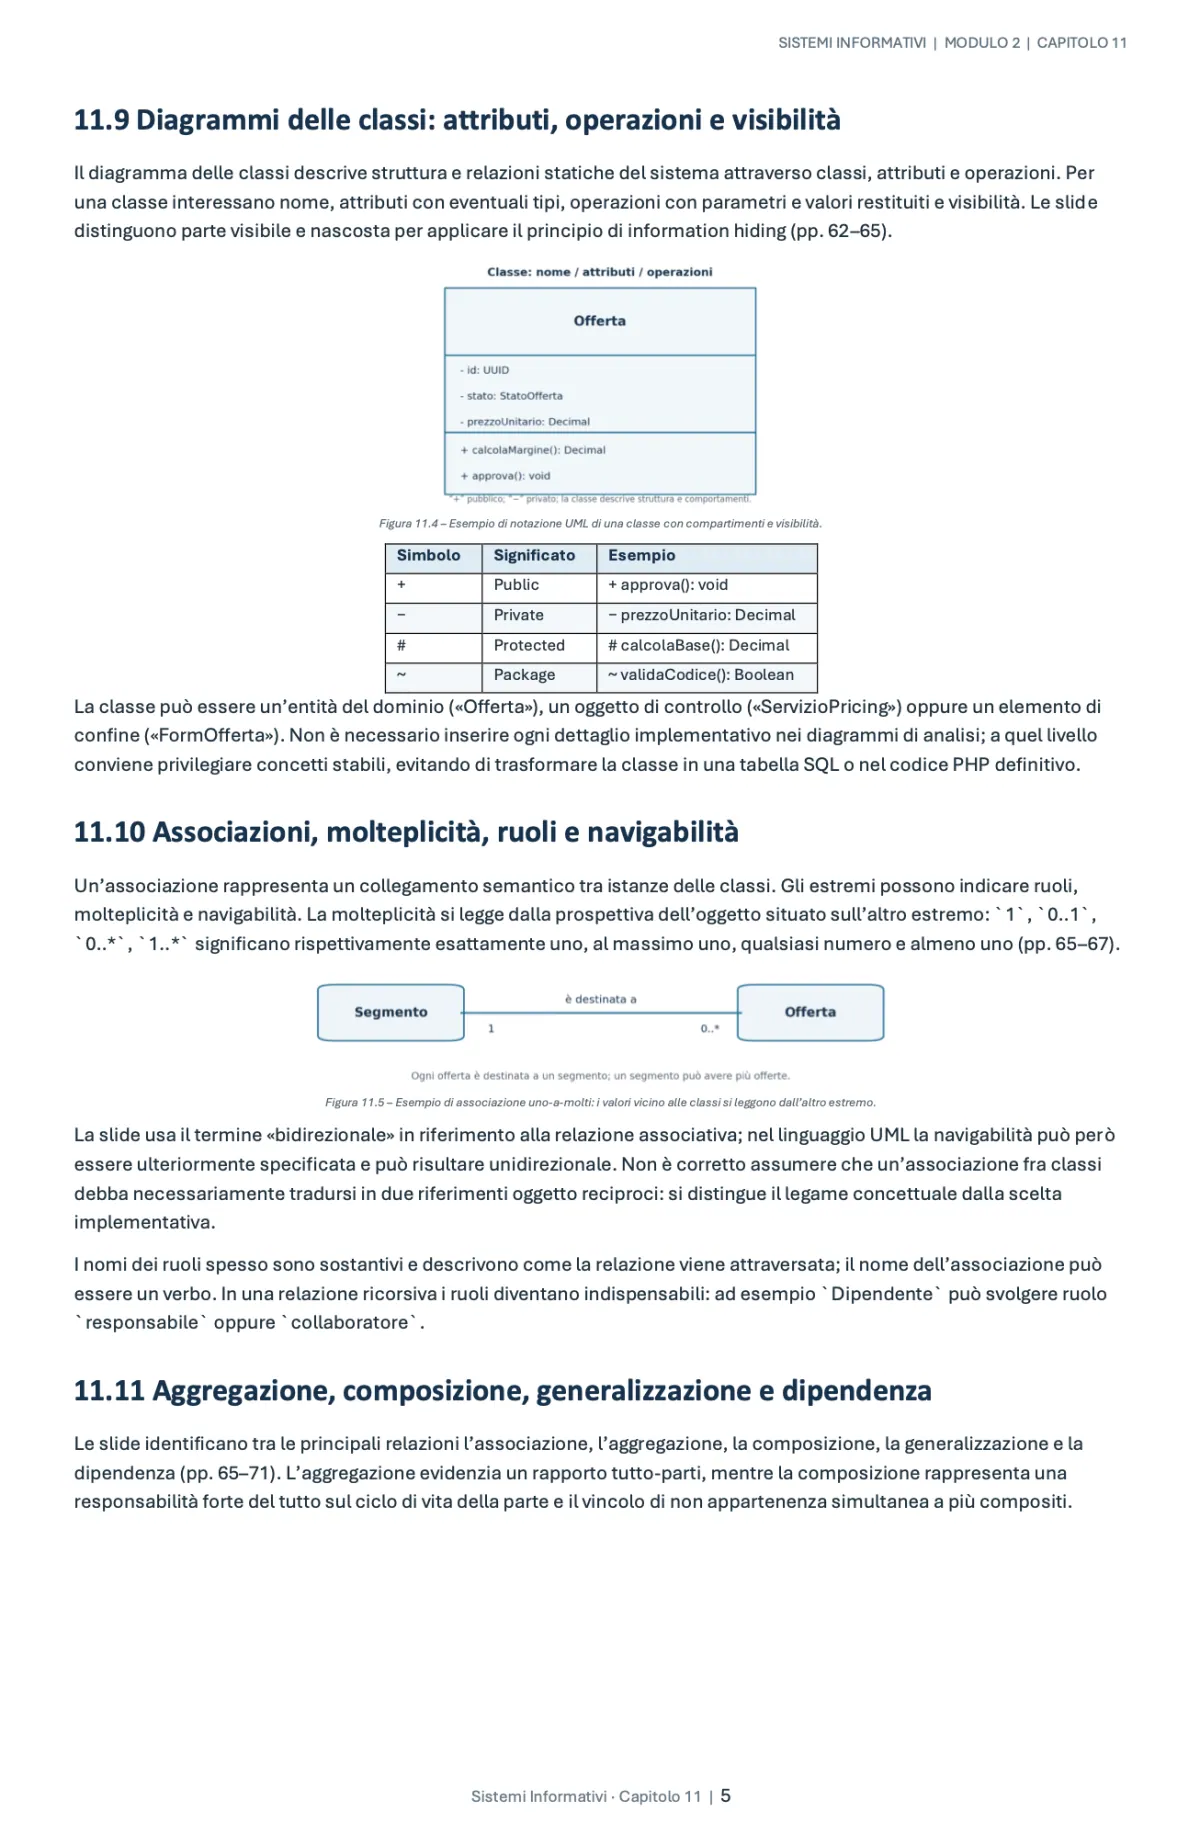 SISTEMI INFORMATIVI | MODULO 2 | CAPITOLO 11
11.9 Diagrammi delle classi: attributi, operazioni e visibilità
Il diagramma delle classi descrive struttura e relazioni statiche del sistema attraverso classi, attributi e operazioni. Per
una classe interessano nome, attributi con eventuali tipi, operazioni con parametri e valori restituiti e visibilità. Le slide
distinguono parte visibile e nascosta per applicare il principio di information hiding (pp. 62–65).
Classe: nome / attributi / operazioni
Offerta
- id: UUID
- stato: StatoOfferta
- prezzoUnitario: Decimal
+ calcolaMargine(): Decimal
+ approva(): void
"+" pubblico; "−" privato; la classe descrive struttura e comportamenti.
Figura 11.4 – Esempio di notazione UML di una classe con compartimenti e visibilità.
Simbolo Significato Esempio
+ Public + approva(): void
− Private − prezzoUnitario: Decimal
# Protected # calcolaBase(): Decimal
~ Package ~ validaCodice(): Boolean
La classe può essere un’entità del dominio («Offerta»), un oggetto di controllo («ServizioPricing») oppure un elemento di
confine («FormOfferta»). Non è necessario inserire ogni dettaglio implementativo nei diagrammi di analisi; a quel livello
conviene privilegiare concetti stabili, evitando di trasformare la classe in una tabella SQL o nel codice PHP definitivo.
11.10 Associazioni, molteplicità, ruoli e navigabilità
Un’associazione rappresenta un collegamento semantico tra istanze delle classi. Gli estremi possono indicare ruoli,
molteplicità e navigabilità. La molteplicità si legge dalla prospettiva dell’oggetto situato sull’altro estremo: `1`, `0..1`,
`0..*`, `1..*` significano rispettivamente esattamente uno, al massimo uno, qualsiasi numero e almeno uno (pp. 65–67).
Segmento è destinata a Offerta
1 0..*
Ogni offerta è destinata a un segmento; un segmento può avere più offerte.
Figura 11.5 – Esempio di associazione uno-a-molti: i valori vicino alle classi si leggono dall’altro estremo.
La slide usa il termine «bidirezionale» in riferimento alla relazione associativa; nel linguaggio UML la navigabilità può però
essere ulteriormente specificata e può risultare unidirezionale. Non è corretto assumere che un’associazione fra classi
debba necessariamente tradursi in due riferimenti oggetto reciproci: si distingue il legame concettuale dalla scelta
implementativa.
I nomi dei ruoli spesso sono sostantivi e descrivono come la relazione viene attraversata; il nome dell’associazione può
essere un verbo. In una relazione ricorsiva i ruoli diventano indispensabili: ad esempio `Dipendente` può svolgere ruolo
`responsabile` oppure `collaboratore`.
11.11 Aggregazione, composizione, generalizzazione e dipendenza
Le slide identificano tra le principali relazioni l’associazione, l’aggregazione, la composizione, la generalizzazione e la
dipendenza (pp. 65–71). L’aggregazione evidenzia un rapporto tutto-parti, mentre la composizione rappresenta una
responsabilità forte del tutto sul ciclo di vita della parte e il vincolo di non appartenenza simultanea a più compositi.
Sistemi Informativi · Capitolo 11 | 5